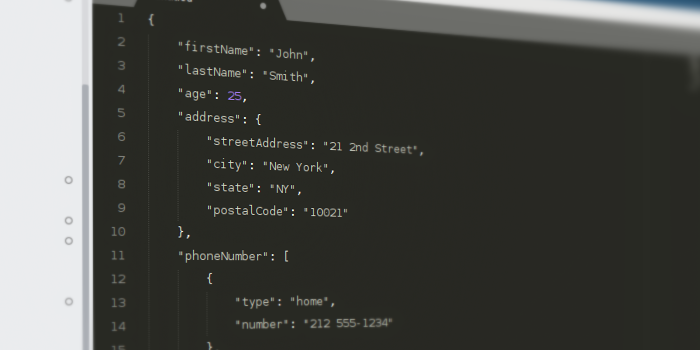 1 {
2 "firstName": "John",
3 "lastName": "Smith",
4 "age": 25,
5 "address": {
6 "streetAddress": "21 2nd Street",
7 "city": "New York",
8 "state": "NY",
9 "postalCode": "10021"
10 },
11 "phoneNumber": [
12 {
13 "type": "home",
14 "number": "212 555-1234"
15 }